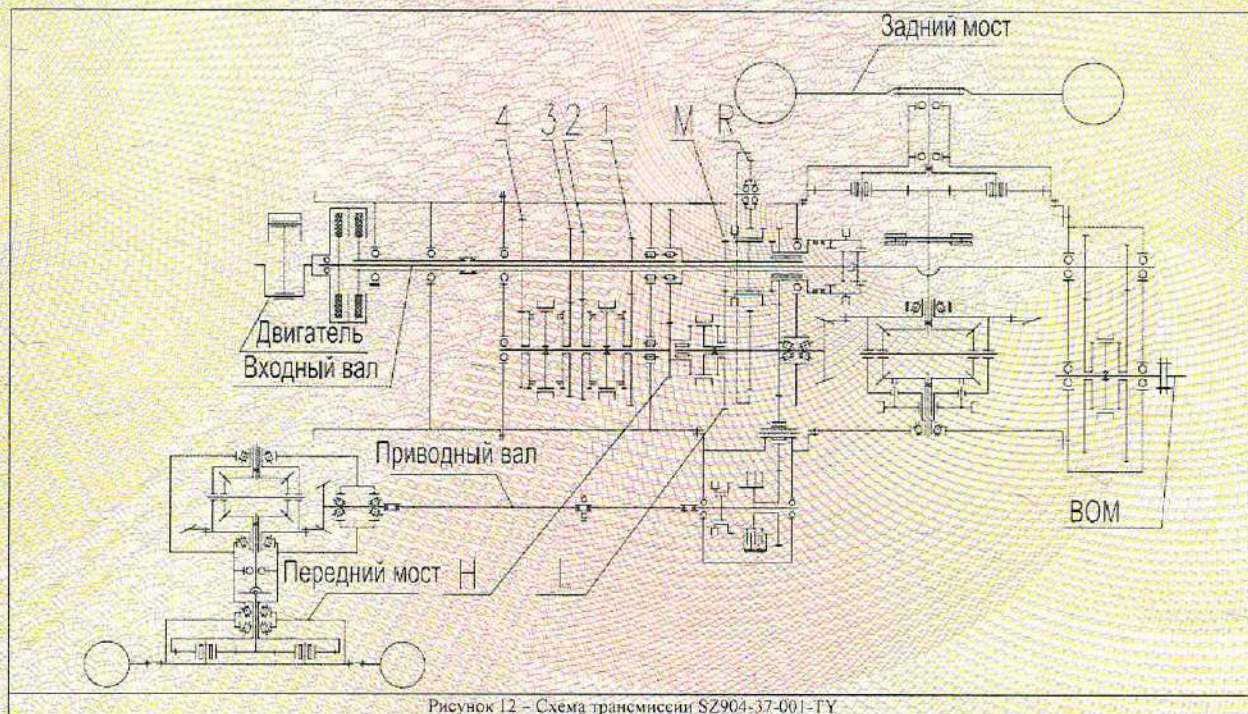 Задний мост
4 3 2 1 M R
Двигатель
Входный вал
Приводный вал
ВОМ
Передний мост H L
Рисунок 12 – Схема трансмиссии SZ904-37-001-TY